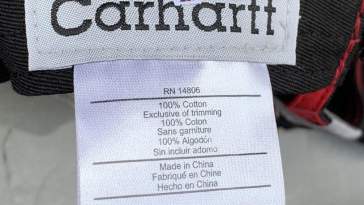 Carhartt
RN 14806
100% Cotton
Exclusive of trimming
100% Coton
Sans garniture
100% Algodón
Sin incluir adorno
Made in China
Fabriqué en Chine
Hecho en China